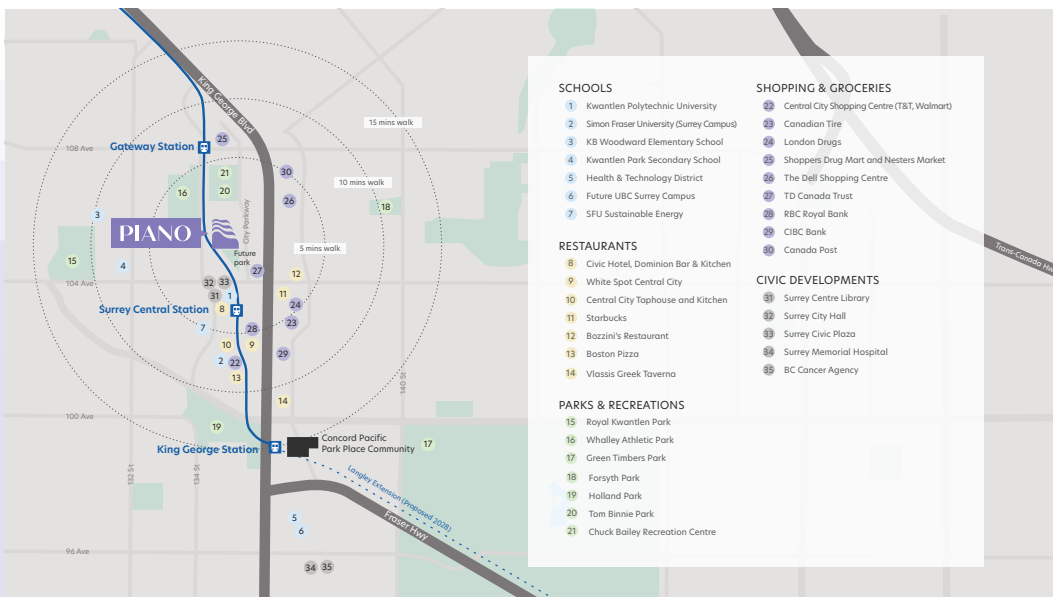 King George Blvd
15 mins walk
108 Ave
Gateway Station
25
21
30
10 mins walk
16
20
26
18
3
PIANO
City Parkway
5 mins walk
15
4
Future
park
27
12
104 Ave
32
33
31
1
11
24
Surrey Central Station
8
7
28
23
10
9
29
2
22
13
140 St
14
100 Ave
19
Concord Pacific
Park Place Community
17
King George Station
132 St
134 St
Langley Extension (Proposed 2028)
5
6
Fraser Hwy
96 Ave
34
35
Trans-Canada Hwy
SCHOOLS
1 Kwantlen Polytechnic University
2 Simon Fraser University (Surrey Campus)
3 KB Woodward Elementary School
4 Kwantlen Park Secondary School
5 Health & Technology District
6 Future UBC Surrey Campus
7 SFU Sustainable Energy
RESTAURANTS
8 Civic Hotel, Dominion Bar & Kitchen
9 White Spot Central City
10 Central City Taphouse and Kitchen
11 Starbucks
12 Bozzini's Restaurant
13 Boston Pizza
14 Vlassis Greek Taverna
PARKS & RECREATIONS
15 Royal Kwantlen Park
16 Whalley Athletic Park
17 Green Timbers Park
18 Forsyth Park
19 Holland Park
20 Tom Binnie Park
21 Chuck Bailey Recreation Centre
SHOPPING & GROCERIES
22 Central City Shopping Centre (T&T, Walmart)
23 Canadian Tire
24 London Drugs
25 Shoppers Drug Mart and Nesters Market
26 The Dell Shopping Centre
27 TD Canada Trust
28 RBC Royal Bank
29 CIBC Bank
30 Canada Post
CIVIC DEVELOPMENTS
31 Surrey Centre Library
32 Surrey City Hall
33 Surrey Civic Plaza
34 Surrey Memorial Hospital
35 BC Cancer Agency